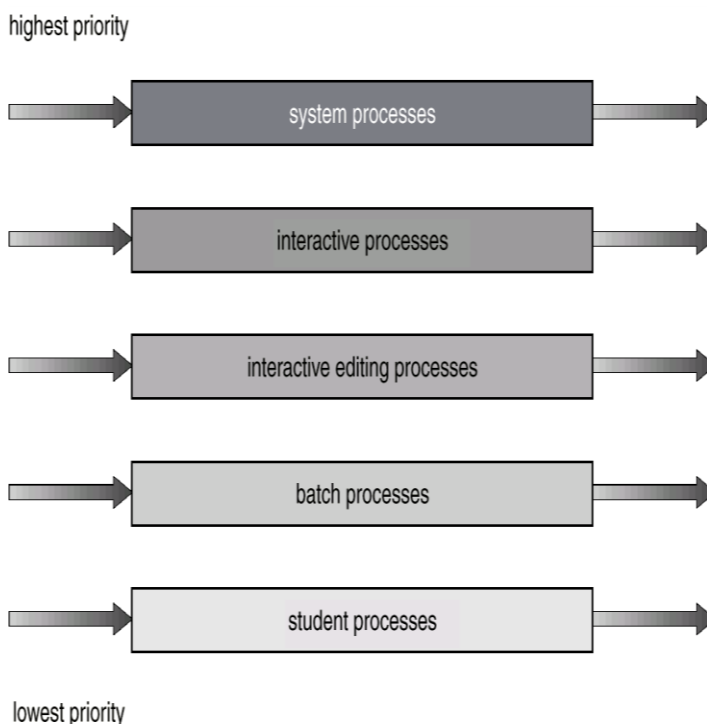 highest priority
system processes
interactive processes
interactive editing processes
batch processes
student processes
lowest priority